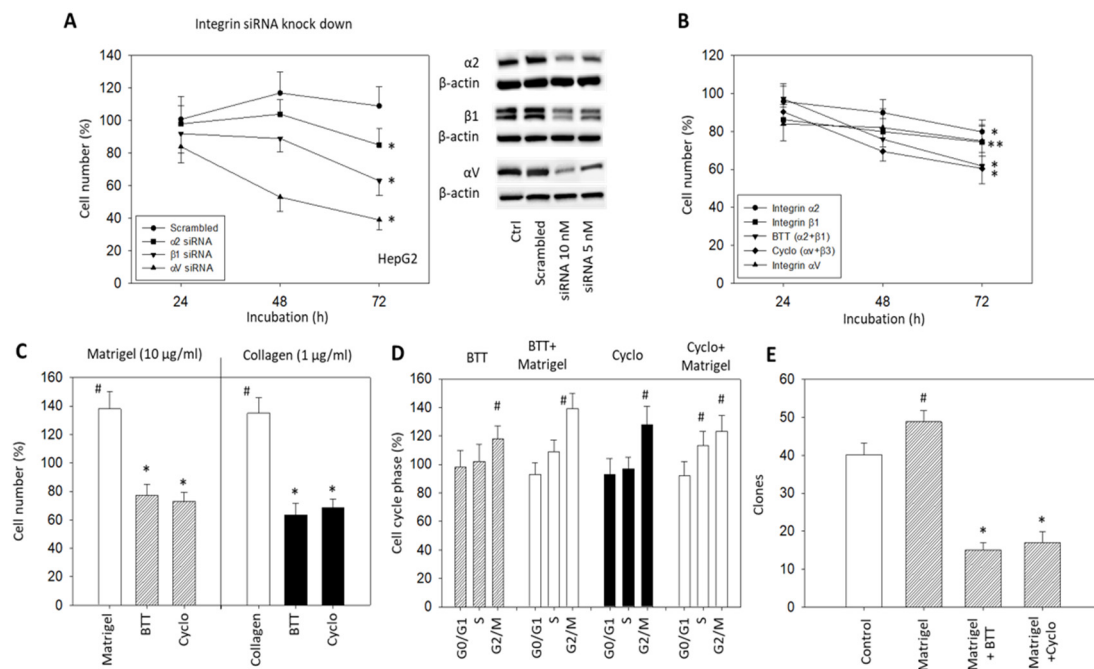 A
Integrin siRNA knock down
Cell number (%)
140
120
100
80
60
40
20
0
Scrambled
α2 siRNA
β1 siRNA
αV siRNA
HepG2
*
*
*
24
48
72
Incubation (h)
α2
β-actin
β1
β-actin
αV
β-actin
Ctrl
Scrambled
siRNA 10 nM
siRNA 5 nM
B
Cell number (%)
120
100
80
60
40
20
0
Integrin α2
Integrin β1
BTT (α2+β1)
Cyclo (αv+β3)
Integrin αV
*
**
*
*
24
48
72
Incubation (h)
C
Matrigel (10 µg/ml)
Collagen (1 µg/ml)
Cell number (%)
160
140
120
100
80
60
40
20
0
#
*
*
#
*
*
Matrigel
BTT
Cyclo
Collagen
BTT
Cyclo
D
BTT
BTT+
Matrigel
Cyclo
Cyclo+
Matrigel
Cell cycle phase (%)
160
140
120
100
80
60
40
20
0
#
#
#
#
#
G0/G1
S
G2/M
G0/G1
S
G2/M
G0/G1
S
G2/M
G0/G1
S
G2/M
E
Clones
60
50
40
30
20
10
0
#
*
*
Control
Matrigel
Matrigel
+ BTT
Matrigel
+Cyclo